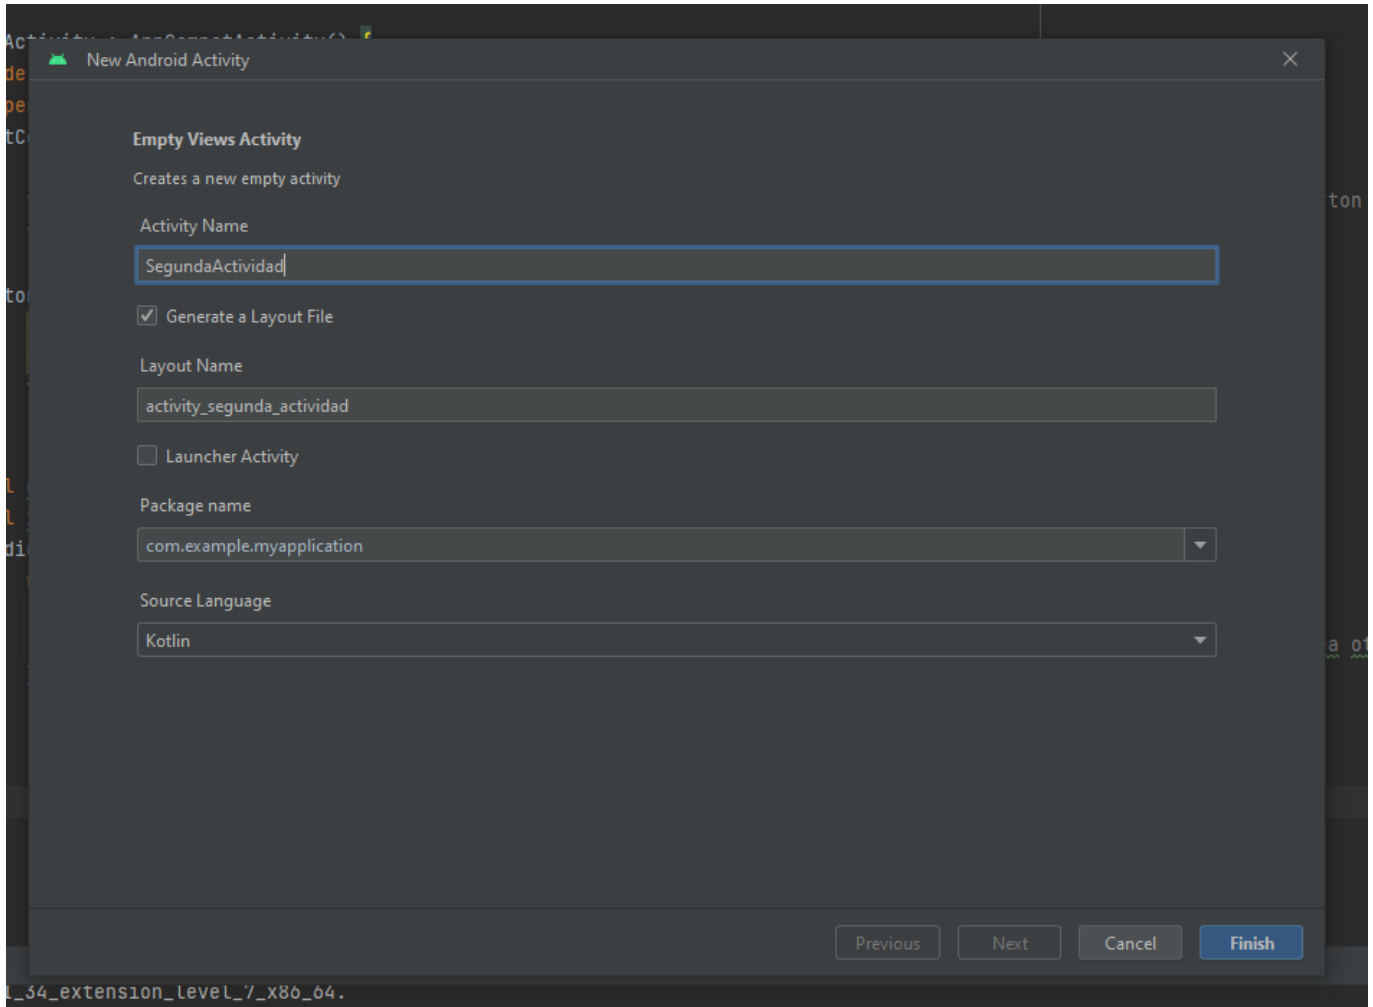 New Android Activity
Empty Views Activity
Creates a new empty activity
Activity Name
SegundaActividad
Generate a Layout File
Layout Name
activity_segunda_actividad
Launcher Activity
Package name
com.example.myapplication
Source Language
Kotlin
Previous
Next
Cancel
Finish
l_34_extension_level_7_x86_64.